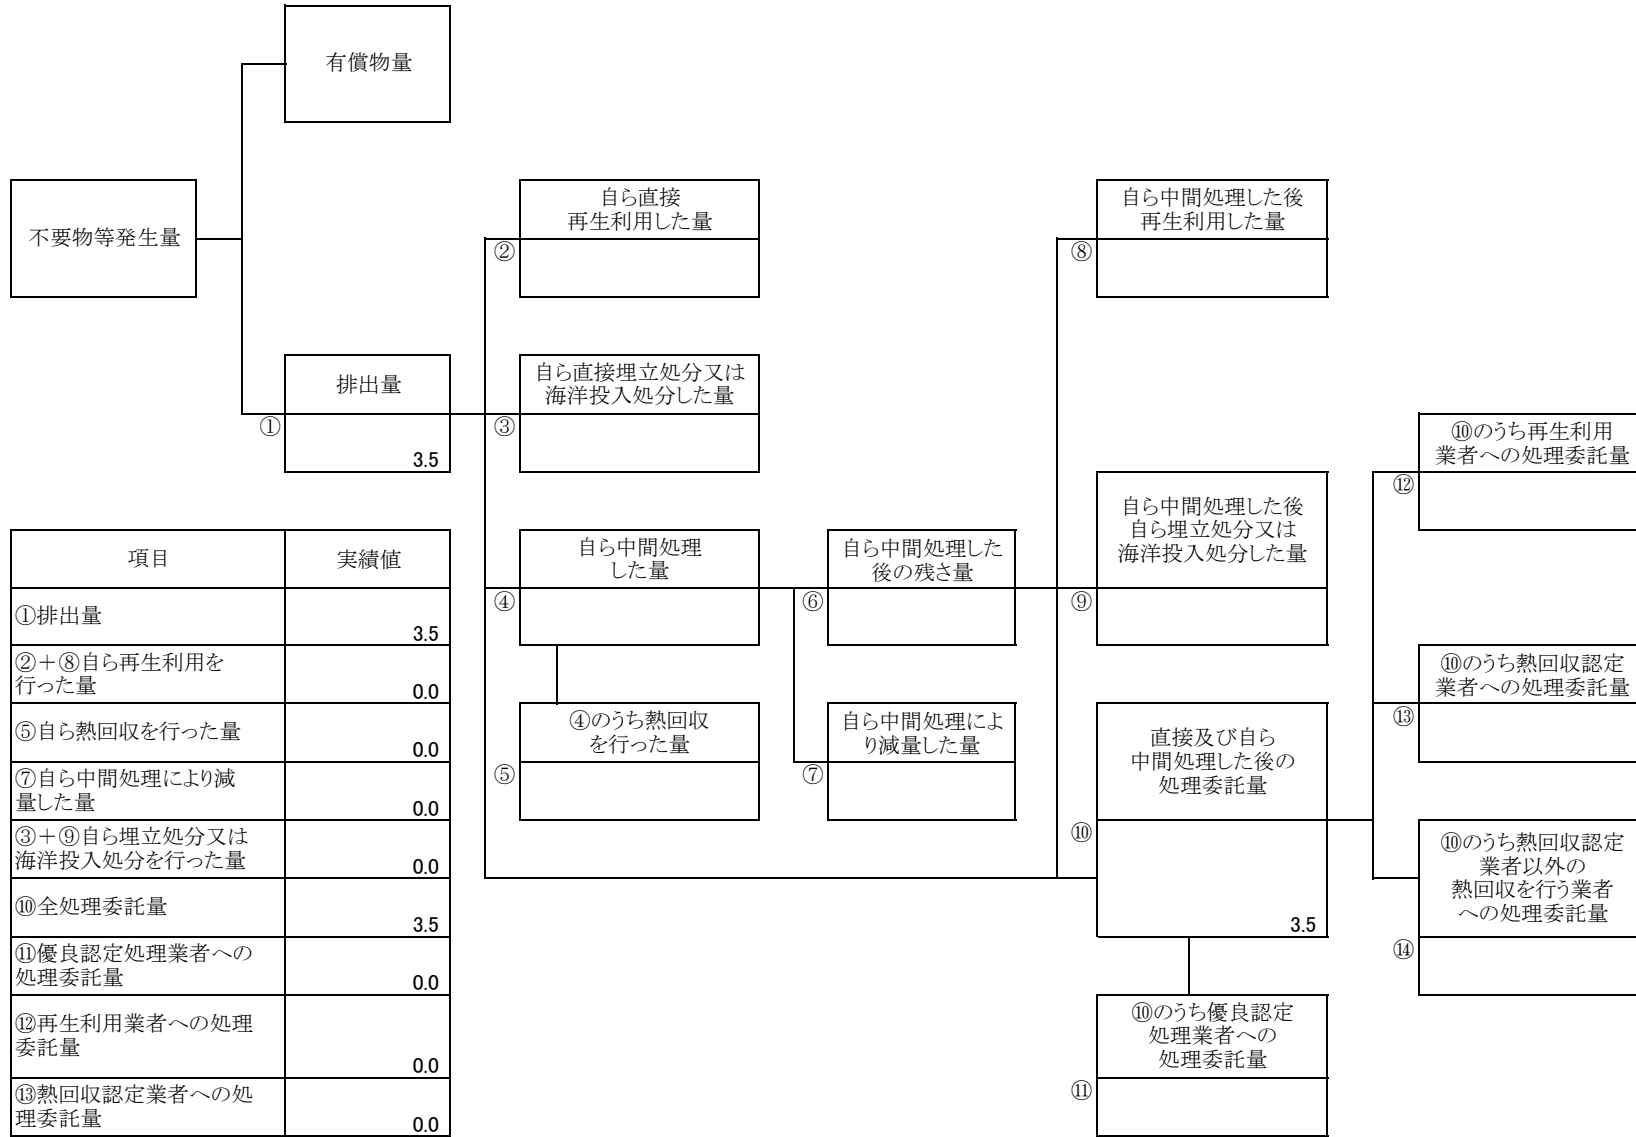 有償物量
不要物等発生量
排出量
①
3.5
自ら直接
再生利用した量
②
自ら直接埋立処分又は
海洋投入処分した量
③
自ら中間処理
した量
④
④のうち熱回収
を行った量
⑤
自ら中間処理した
後の残さ量
⑥
自ら中間処理によ
り減量した量
⑦
自ら中間処理した後
再生利用した量
⑧
自ら中間処理した後
自ら埋立処分又は
海洋投入処分した量
⑨
直接及び自ら
中間処理した後の
処理委託量
⑩
3.5
⑩のうち優良認定
処理業者への
処理委託量
⑪
⑩のうち再生利用
業者への処理委託量
⑫
⑩のうち熱回収認定
業者への処理委託量
⑬
⑩のうち熱回収認定
業者以外の
熱回収を行う業者
への処理委託量
⑭
項目 実績値
①排出量
3.5
②＋⑧自ら再生利用を
行った量
0.0
⑤自ら熱回収を行った量
0.0
⑦自ら中間処理により減
量した量
0.0
③＋⑨自ら埋立処分又は
海洋投入処分を行った量
0.0
⑩全処理委託量
3.5
⑪優良認定処理業者への
処理委託量
0.0
⑫再生利用業者への処理
委託量
0.0
⑬熱回収認定業者への処
理委託量
0.0